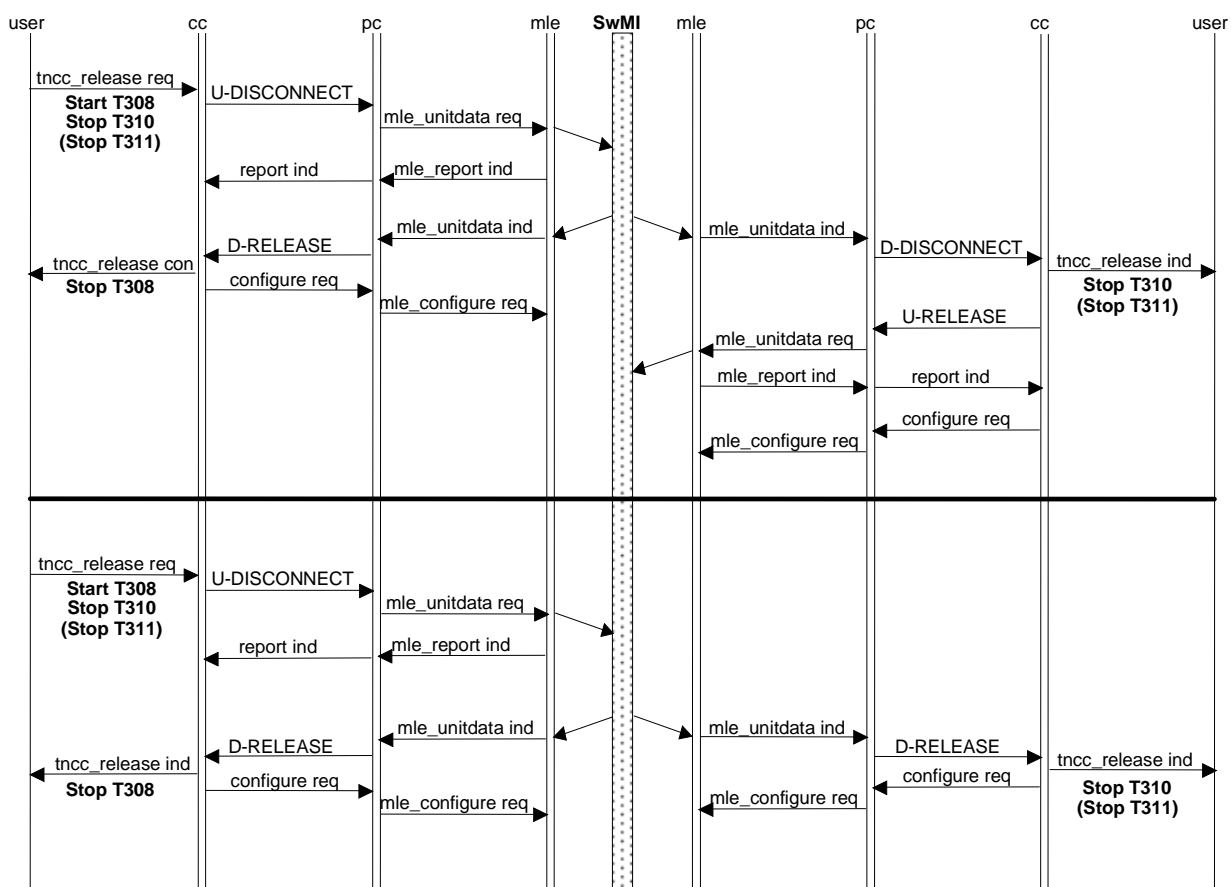 user cc pc mle SwMI mle pc cc user
tncc_release req
U-DISCONNECT
Start T308
Stop T310
(Stop T311)
mle_unitdata req
report ind
mle_report ind
mle_unitdata ind
mle_unitdata ind
D-RELEASE
D-DISCONNECT
tncc_release con
tncc_release ind
Stop T308
configure req
Stop T310
(Stop T311)
mle_configure req
U-RELEASE
mle_unitdata req
mle_report ind
report ind
configure req
mle_configure req
tncc_release req
U-DISCONNECT
Start T308
Stop T310
(Stop T311)
mle_unitdata req
report ind
mle_report ind
mle_unitdata ind
mle_unitdata ind
D-RELEASE
D-RELEASE
tncc_release ind
tncc_release ind
Stop T308
configure req
configure req
Stop T310
(Stop T311)
mle_configure req
mle_configure req